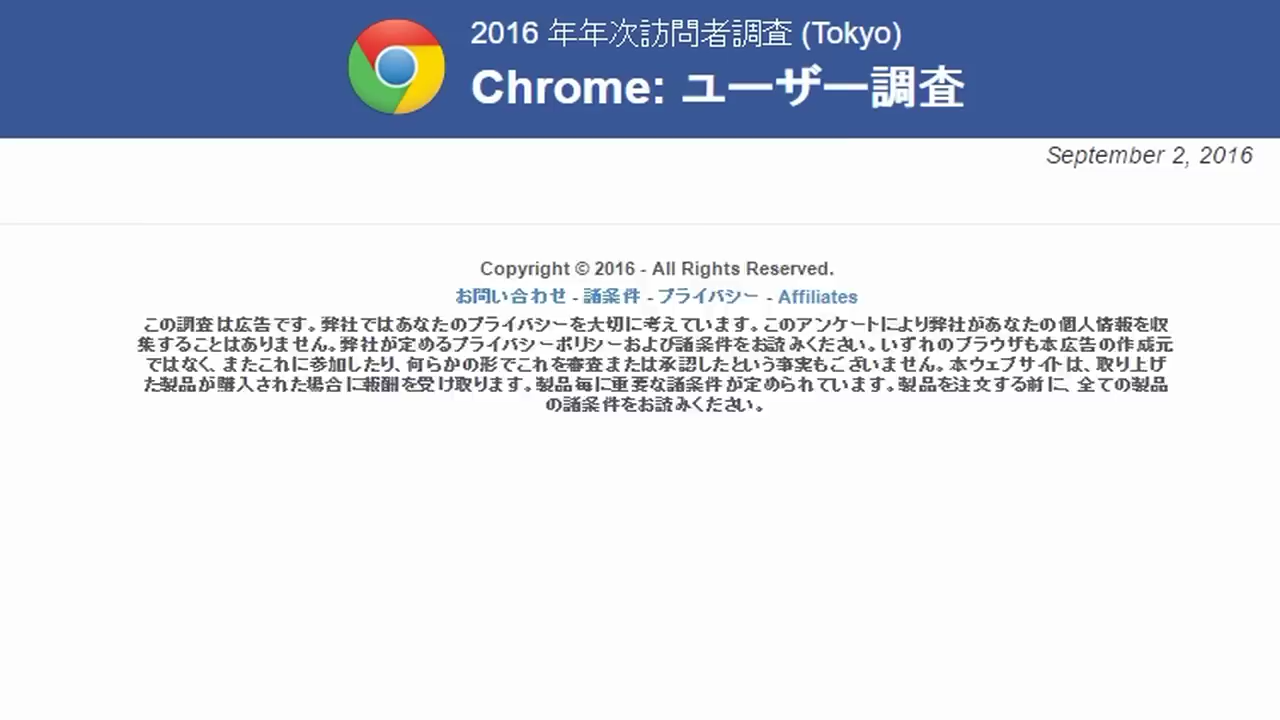 2016 年年次訪問者調査 (Tokyo)
Chrome: ユーザー調査
September 2, 2016
Copyright © 2016 - All Rights Reserved.
お問い合わせ - 諸条件 - プライバシー - Affiliates
この調査は広告です。弊社ではあなたのプライバシーを大切に考えています。このアンケートにより弊社があなたの個人情報を収
集することはありません。弊社が定めるプライバシーポリシーおよび諸条件をお読みください。いずれのブラウザも本広告の作成元
ではなく、またこれに参加したり、何らかの形でこれを審査または承認したという事実もございません。本ウェブサイトは、取り上げ
た製品が購入された場合に報酬を受け取ります。製品毎に重要な諸条件が定められています。製品を注文する前に、全ての製品
の諸条件をお読みください。